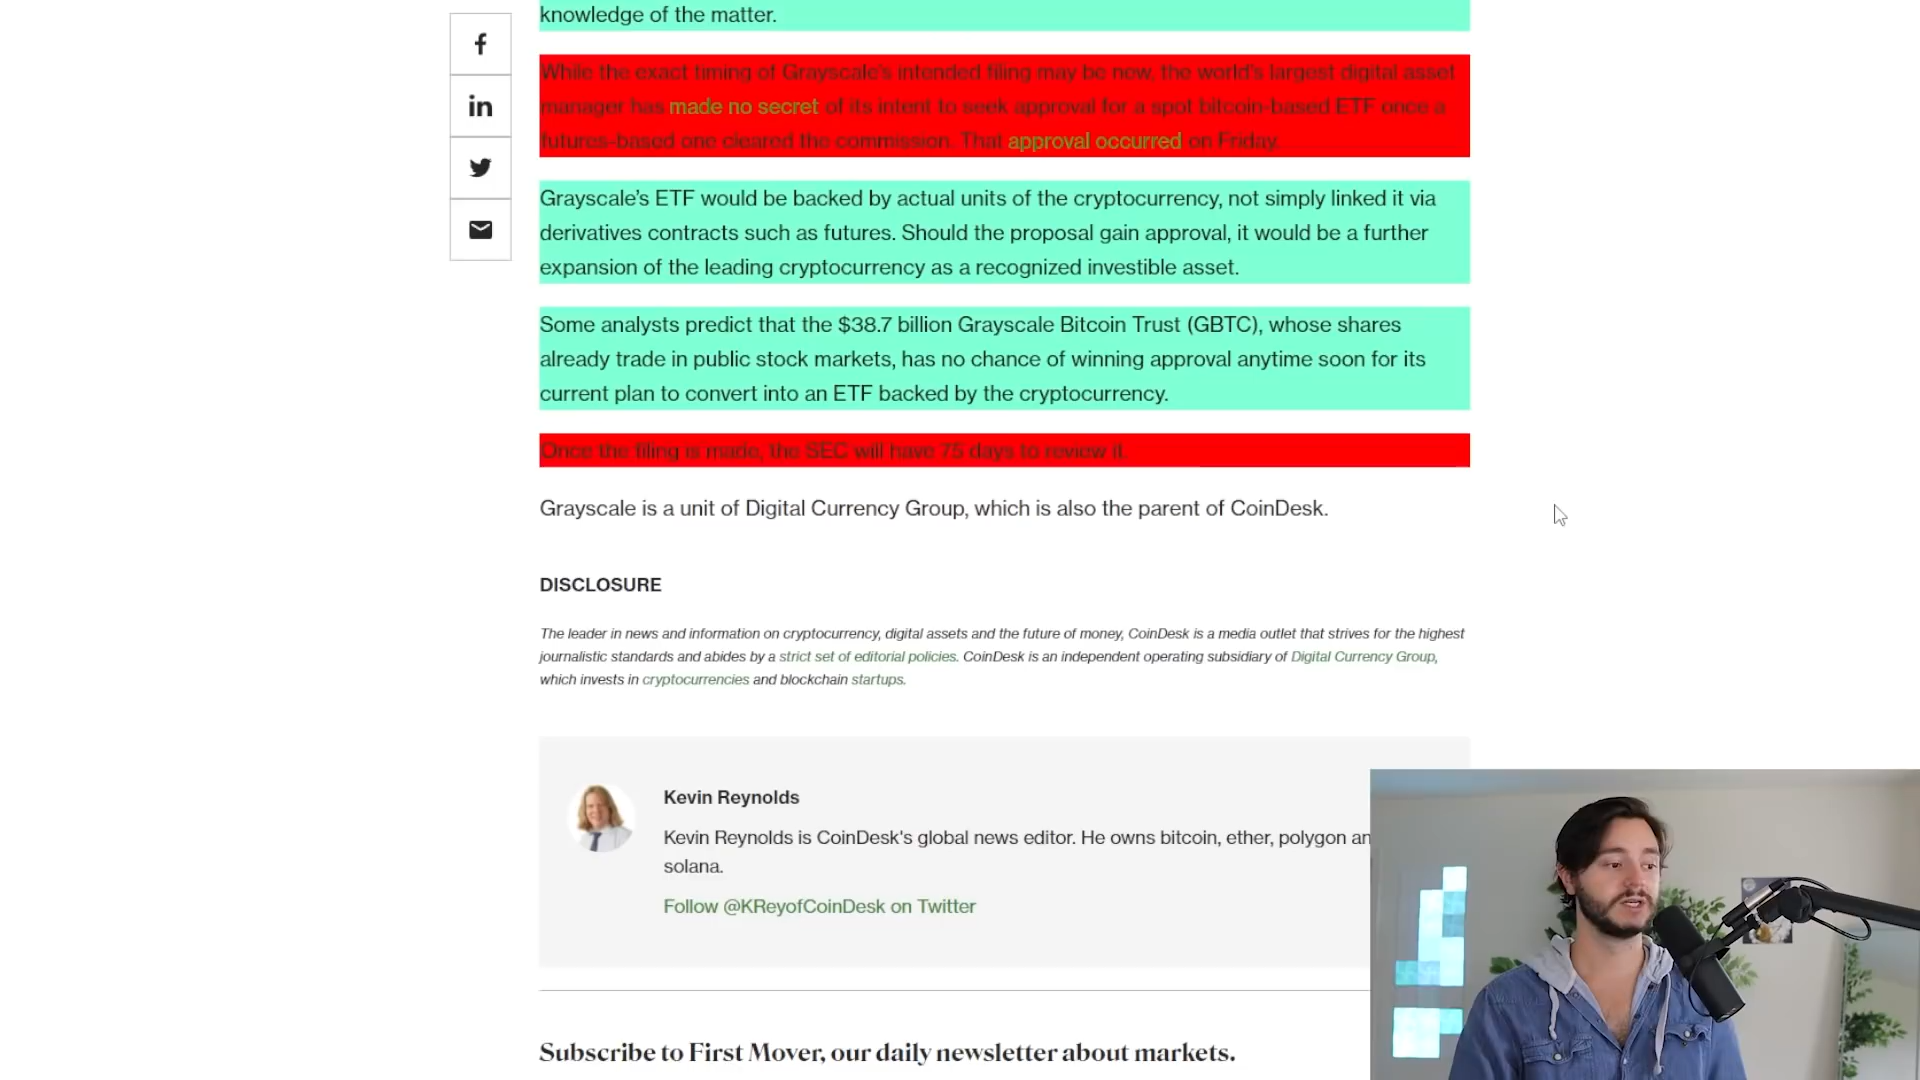 knowledge of the matter.
While the exact timing of Grayscale's intended filing may be new, the world's largest digital asset
manager has made no secret of its intent to seek approval for a spot bitcoin-based ETF once a
futures-based one cleared the commission. That approval occurred on Friday.
Grayscale's ETF would be backed by actual units of the cryptocurrency, not simply linked it via
derivatives contracts such as futures. Should the proposal gain approval, it would be a further
expansion of the leading cryptocurrency as a recognized investible asset.
Some analysts predict that the $38.7 billion Grayscale Bitcoin Trust (GBTC), whose shares
already trade in public stock markets, has no chance of winning approval anytime soon for its
current plan to convert into an ETF backed by the cryptocurrency.
Once the filing is made, the SEC will have 75 days to review it.
Grayscale is a unit of Digital Currency Group, which is also the parent of CoinDesk.
DISCLOSURE
The leader in news and information on cryptocurrency, digital assets and the future of money, CoinDesk is a media outlet that strives for the highest
journalistic standards and abides by a strict set of editorial policies. CoinDesk is an independent operating subsidiary of Digital Currency Group,
which invests in cryptocurrencies and blockchain startups.
Kevin Reynolds
Kevin Reynolds is CoinDesk's global news editor. He owns bitcoin, ether, polygon an
solana.
Follow @KReyofCoinDesk on Twitter
Subscribe to First Mover, our daily newsletter about markets.